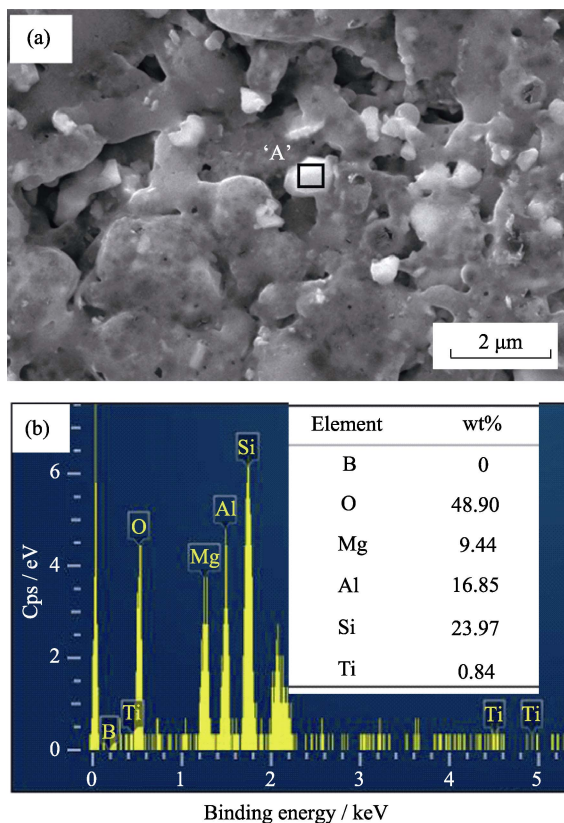 (a)
‘A’
2 μm
(b)
Si
Al
O
Mg
Ti
B
Ti
Ti
Cps / eV
6
4
2
0
0 1 2 3 4 5
Binding energy / keV
Element wt%
B 0
O 48.90
Mg 9.44
Al 16.85
Si 23.97
Ti 0.84